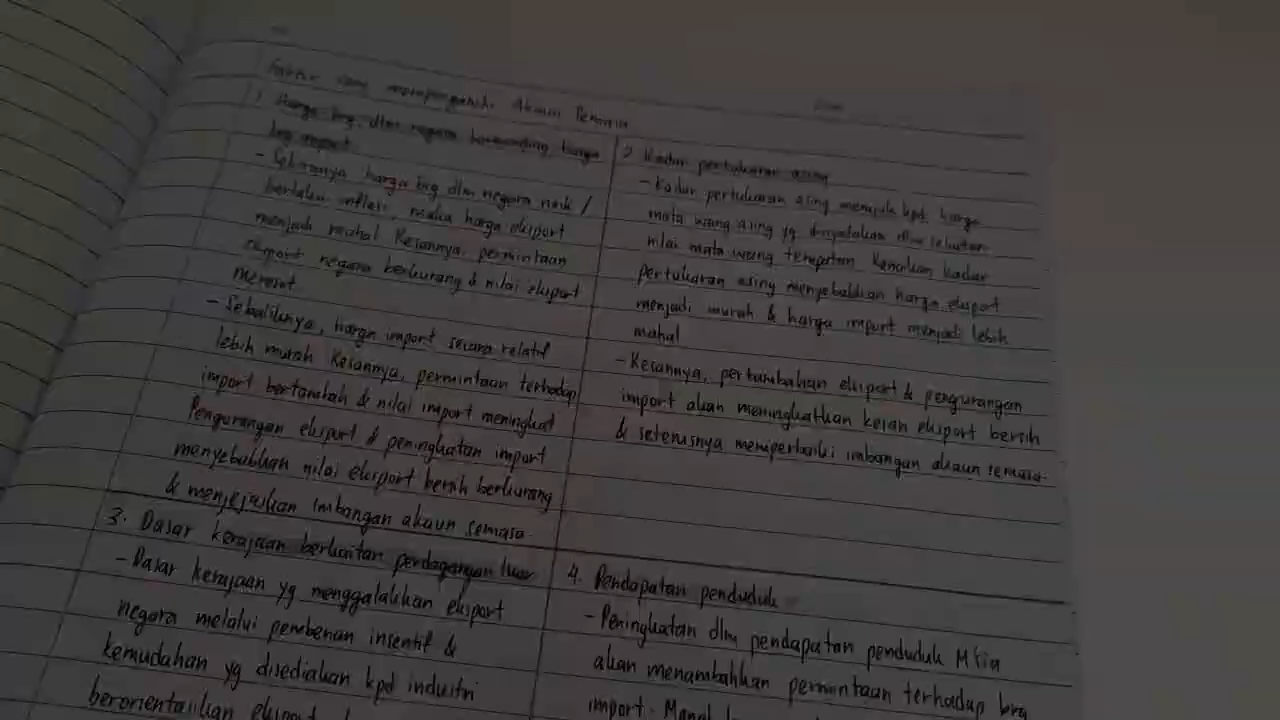 Faktor yang mempengaruhi Akaun Semasa
1. Harga brg dlm negara berbanding harga
brg import
- Sekiranya harga brg dlm negara naik /
berlaku inflasi, maka harga eksport
menjadi mahal Kesannya, permintaan
eksport negara berkurang & nilai eksport
merosot
- Sebaliknya, harga import secara relatif
lebih murah Kesannya, permintaan terhadap
import bertambah & nilai import meningkat
Pengurangan eksport & peningkatan import
menyebabkan nilai eksport bersih berkurang
& menjejaskan imbangan akaun semasa.
2 Kadar pertukaran asing
- Kadar pertukaran asing merujuk kpd harga
mata wang asing yg dinyatakan dlm sebutan
nilai mata wang tempatan Kenaikan kadar
pertukaran asing menyebabkan harga eksport
menjadi murah & harga import menjadi lebih
mahal
- Kesannya, pertambahan eksport & pengurangan
import akan meningkatkan kesan eksport bersih
& seterusnya memperbaiki imbangan akaun semasa.
3. Dasar kerajaan berkaitan perdagangan luar
- Dasar kerajaan yg menggalakkan eksport
negara melalui pemberian insentif &
kemudahan yg disediakan kpd industri
berorientasikan eksport
4. Pendapatan penduduk
- Peningkatan dlm pendapatan penduduk M'sia
akan menambahkan permintaan terhadap brg
import.